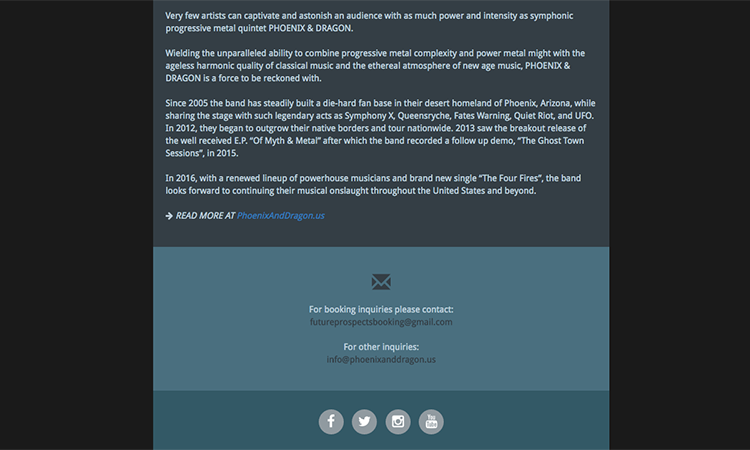 Very few artists can captivate and astonish an audience with as much power and intensity as symphonic
progressive metal quintet PHOENIX & DRAGON.
Wielding the unparalleled ability to combine progressive metal complexity and power metal might with the
ageless harmonic quality of classical music and the ethereal atmosphere of new age music, PHOENIX &
DRAGON is a force to be reckoned with.
Since 2005 the band has steadily built a die-hard fan base in their desert homeland of Phoenix, Arizona, while
sharing the stage with such legendary acts as Symphony X, Queensryche, Fates Warning, Quiet Riot, and UFO.
In 2012, they began to outgrow their native borders and tour nationwide. 2013 saw the breakout release of
the well received E.P. “Of Myth & Metal” after which the band recorded a follow up demo, “The Ghost Town
Sessions”, in 2015.
In 2016, with a renewed lineup of powerhouse musicians and brand new single “The Four Fires”, the band
looks forward to continuing their musical onslaught throughout the United States and beyond.
→ READ MORE AT PhoenixAndDragon.us
For booking inquiries please contact:
futureprospectsbooking@gmail.com
For other inquiries:
info@phoenixanddragon.us
You
Tube